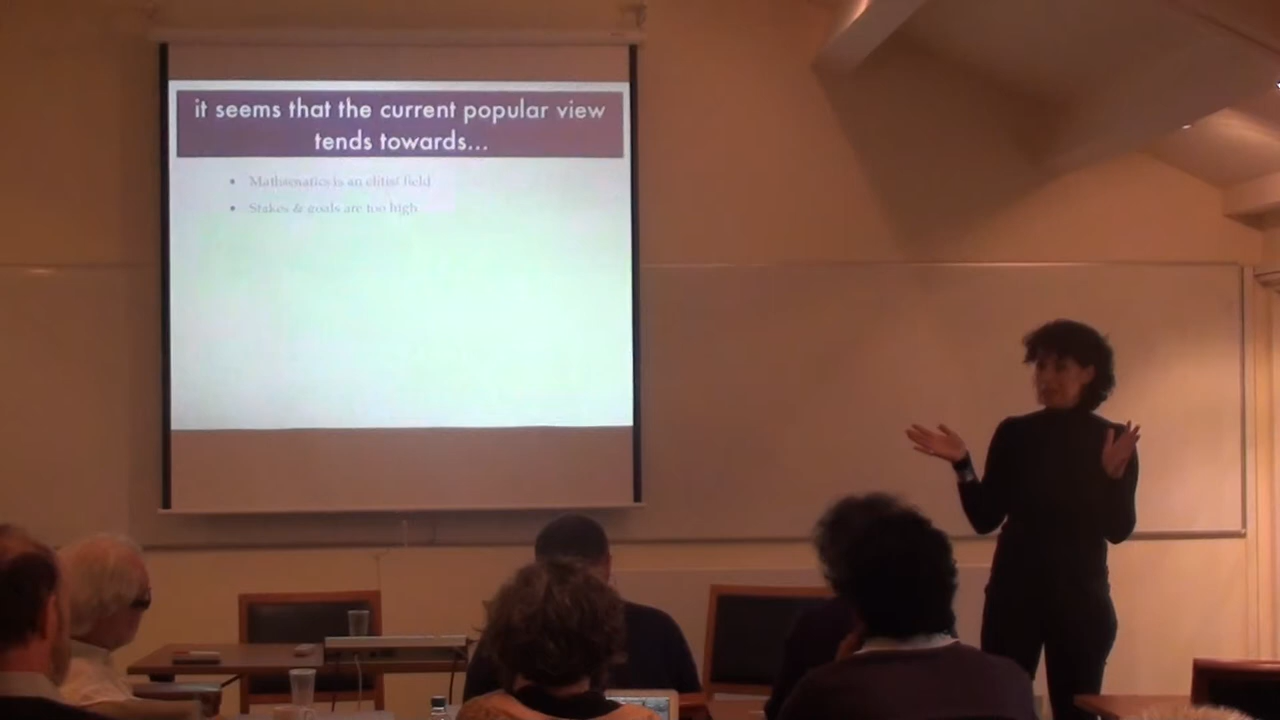 it seems that the current popular view
tends towards...
• Mathematics is an elitist field
• Stakes & goals are too high